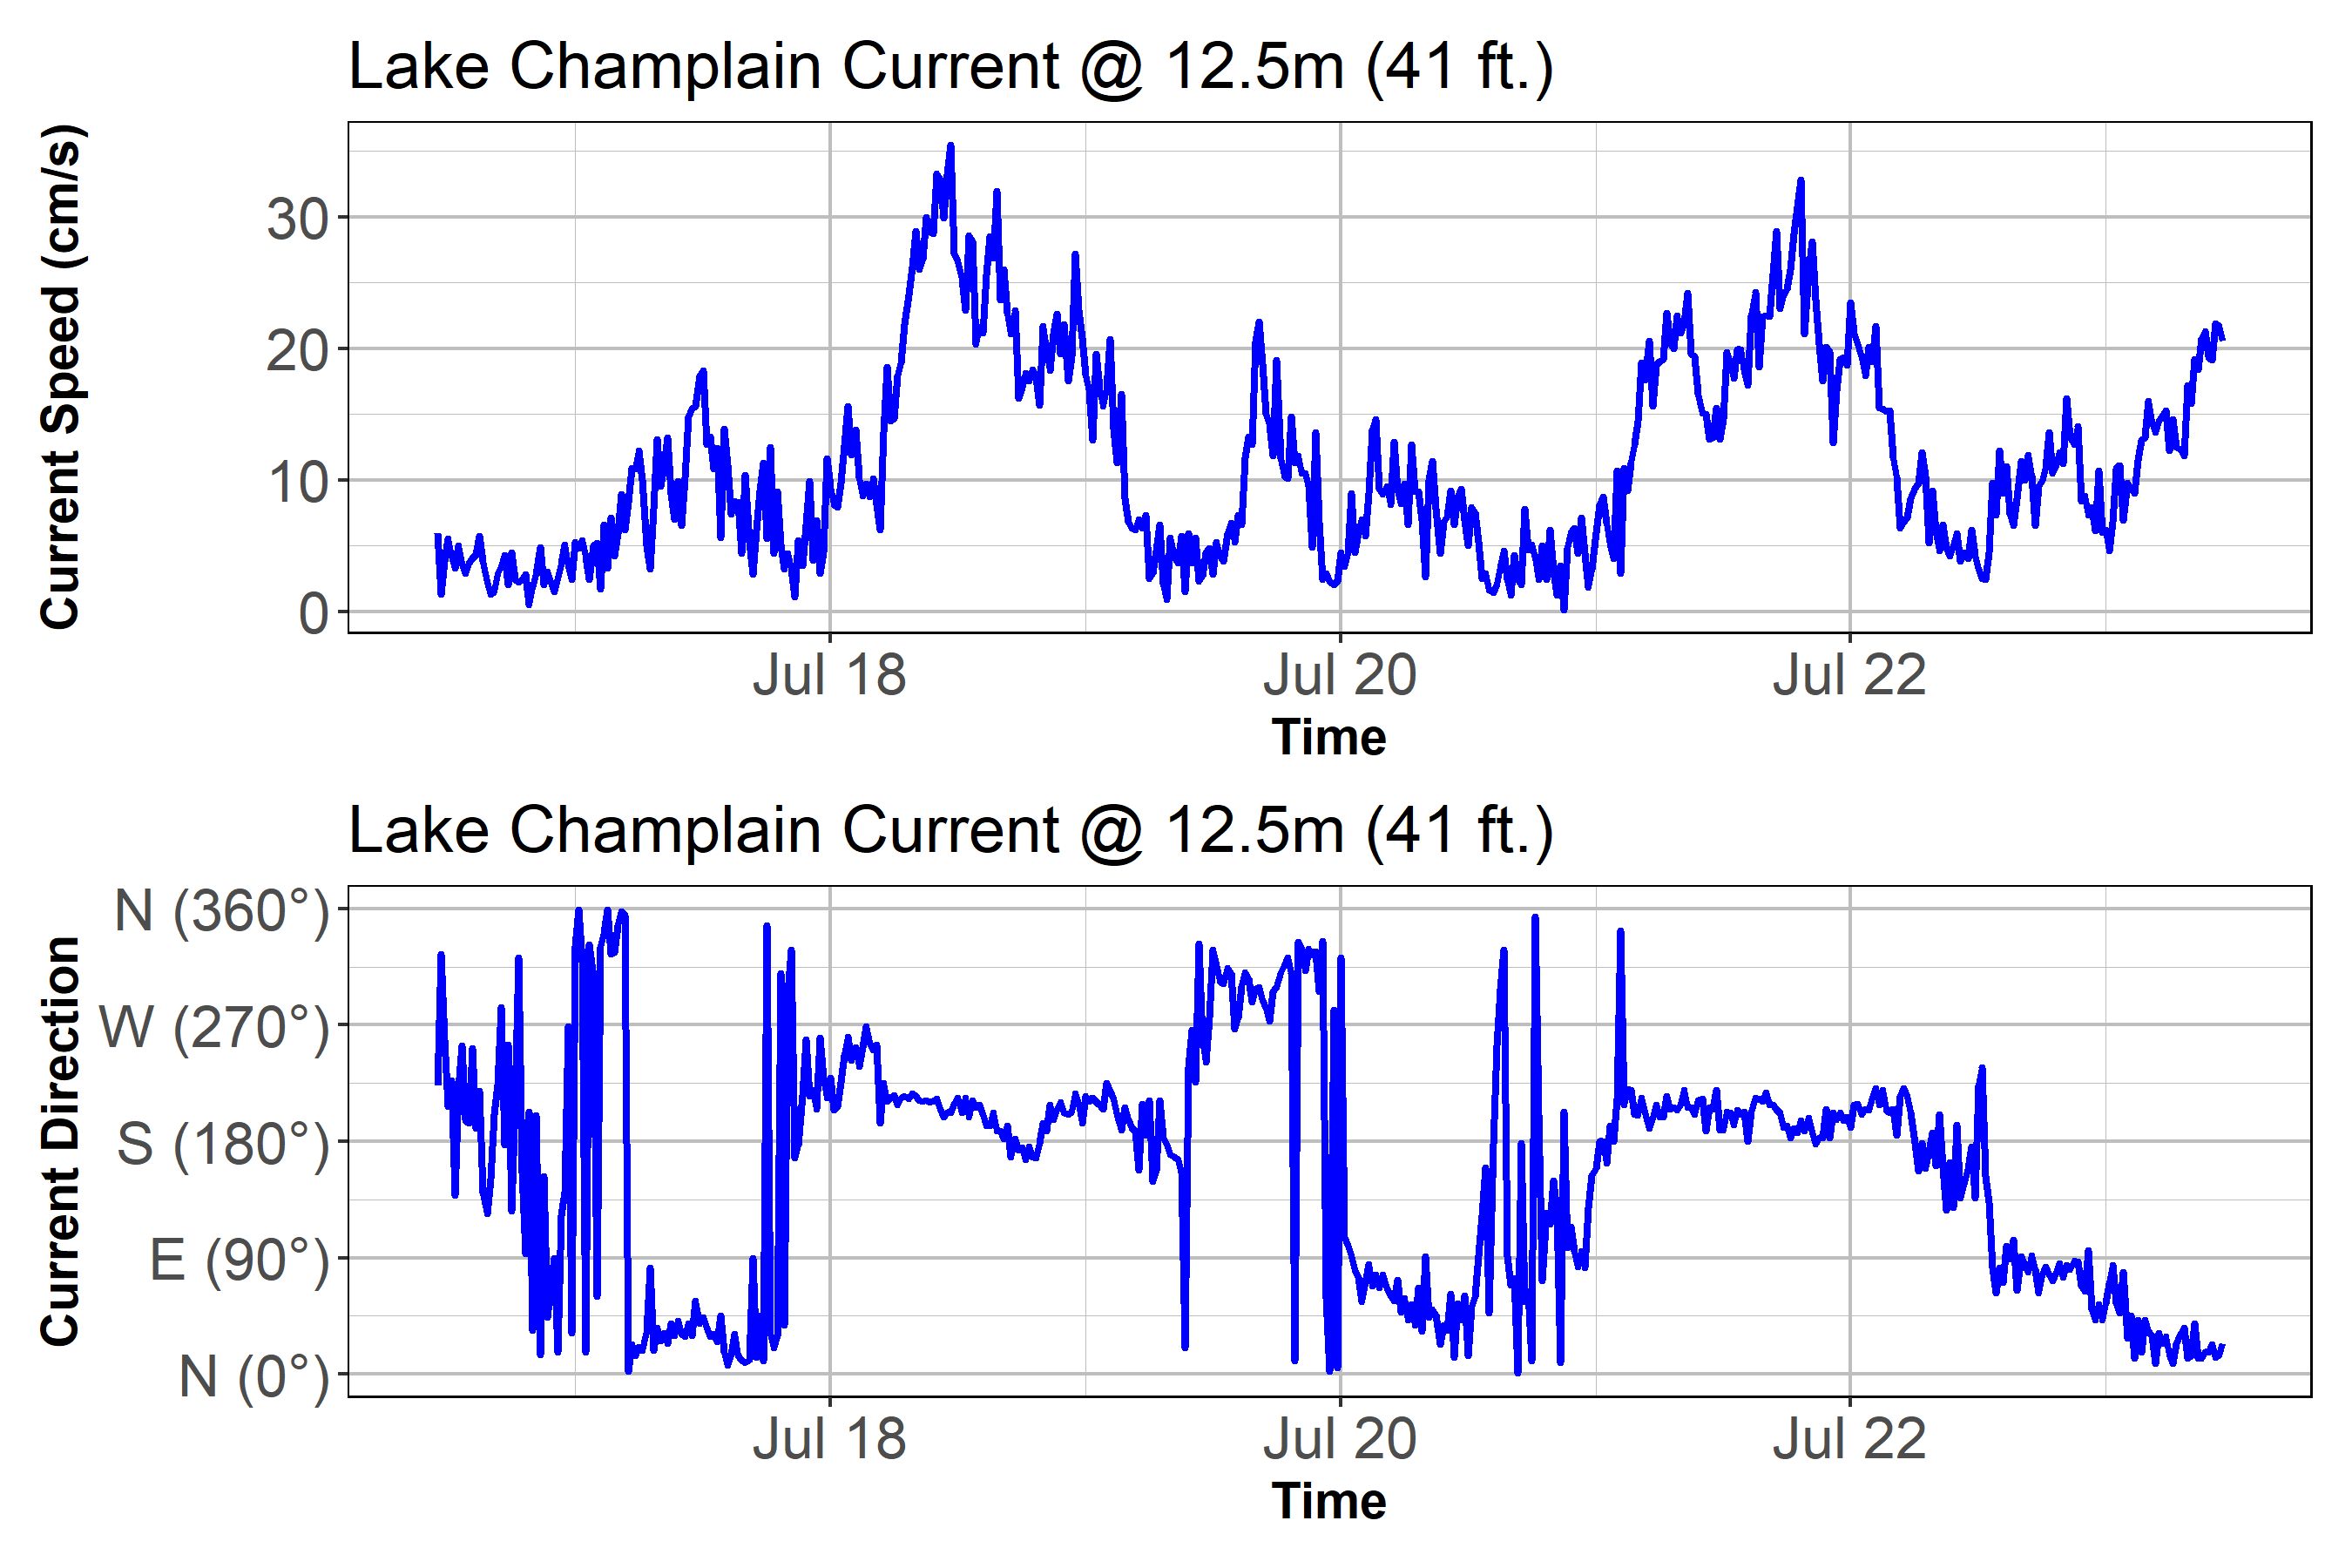 Lake Champlain Current @ 12.5m (41 ft.)
Current Speed (cm/s)
30
20
10
0
Jul 18
Jul 20
Jul 22
Time
Lake Champlain Current @ 12.5m (41 ft.)
Current Direction
N (360°)
W (270°)
S (180°)
E (90°)
N (0°)
Jul 18
Jul 20
Jul 22
Time